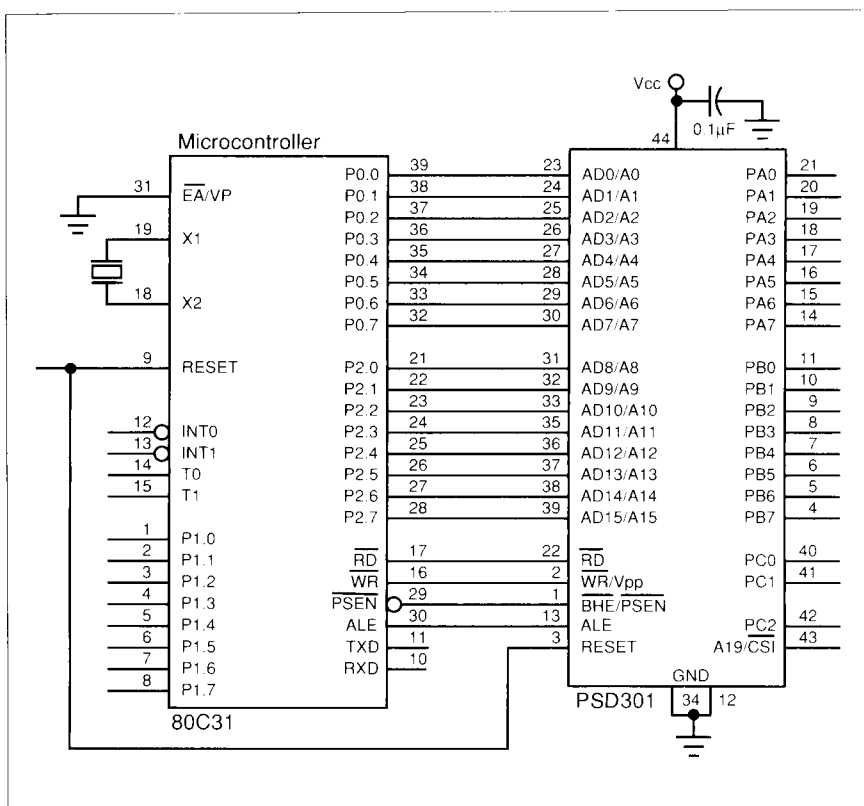 Vcc
0.1µF
44
Microcontroller
31 EA/VP
19 X1
18 X2
9 RESET
12 INT0
13 INT1
14 T0
15 T1
1 P1.0
2 P1.1
3 P1.2
4 P1.3
5 P1.4
6 P1.5
7 P1.6
8 P1.7
P0.0 39
P0.1 38
P0.2 37
P0.3 36
P0.4 35
P0.5 34
P0.6 33
P0.7 32
P2.0 21
P2.1 22
P2.2 23
P2.3 24
P2.4 25
P2.5 26
P2.6 27
P2.7 28
RD 17
WR 16
PSEN 29
ALE 30
TXD 11
RXD 10
80C31
23 AD0/A0
24 AD1/A1
25 AD2/A2
26 AD3/A3
27 AD4/A4
28 AD5/A5
29 AD6/A6
30 AD7/A7
31 AD8/A8
32 AD9/A9
33 AD10/A10
35 AD11/A11
36 AD12/A12
37 AD13/A13
38 AD14/A14
39 AD15/A15
22 RD
2 WR/Vpp
1 BHE/PSEN
13 ALE
3 RESET
PA0 21
PA1 20
PA2 19
PA3 18
PA4 17
PA5 16
PA6 15
PA7 14
PB0 11
PB1 10
PB2 9
PB3 8
PB4 7
PB5 6
PB6 5
PB7 4
PC0 40
PC1 41
PC2 42
A19/CSI 43
GND
34 12
PSD301